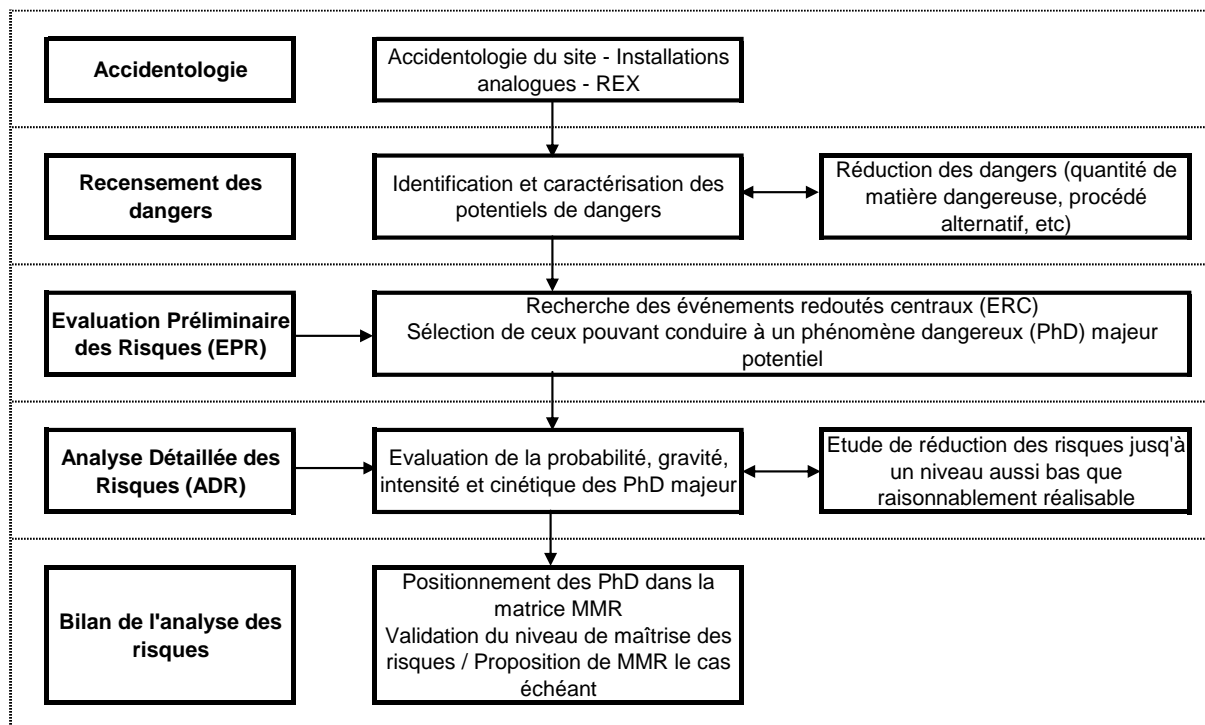 Accidentologie
Accidentologie du site - Installations
analogues - REX
Recensement des
dangers
Identification et caractérisation des
potentiels de dangers
Réduction des dangers (quantité de
matière dangereuse, procédé
alternatif, etc)
Evaluation Préliminaire
des Risques (EPR)
Recherche des événements redoutés centraux (ERC)
Sélection de ceux pouvant conduire à un phénomène dangereux (PhD) majeur
potentiel
Analyse Détaillée des
Risques (ADR)
Evaluation de la probabilité, gravité,
intensité et cinétique des PhD majeur
Etude de réduction des risques jusqu'à
un niveau aussi bas que
raisonnablement réalisable
Bilan de l'analyse des
risques
Positionnement des PhD dans la
matrice MMR
Validation du niveau de maîtrise des
risques / Proposition de MMR le cas
échéant